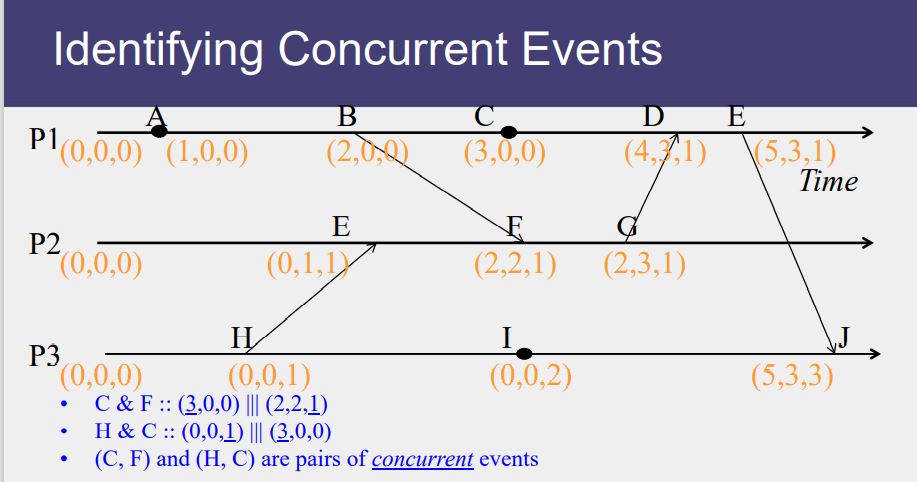 Identifying Concurrent Events
A B C D E
P1
(0,0,0) (1,0,0) (2,0,0) (3,0,0) (4,3,1) (5,3,1)
Time
E F G
P2
(0,0,0) (0,1,1) (2,2,1) (2,3,1)
H I J
P3
(0,0,0) (0,0,1) (0,0,2) (5,3,3)
• C & F :: (3,0,0) ||| (2,2,1)
• H & C :: (0,0,1) ||| (3,0,0)
• (C, F) and (H, C) are pairs of concurrent events